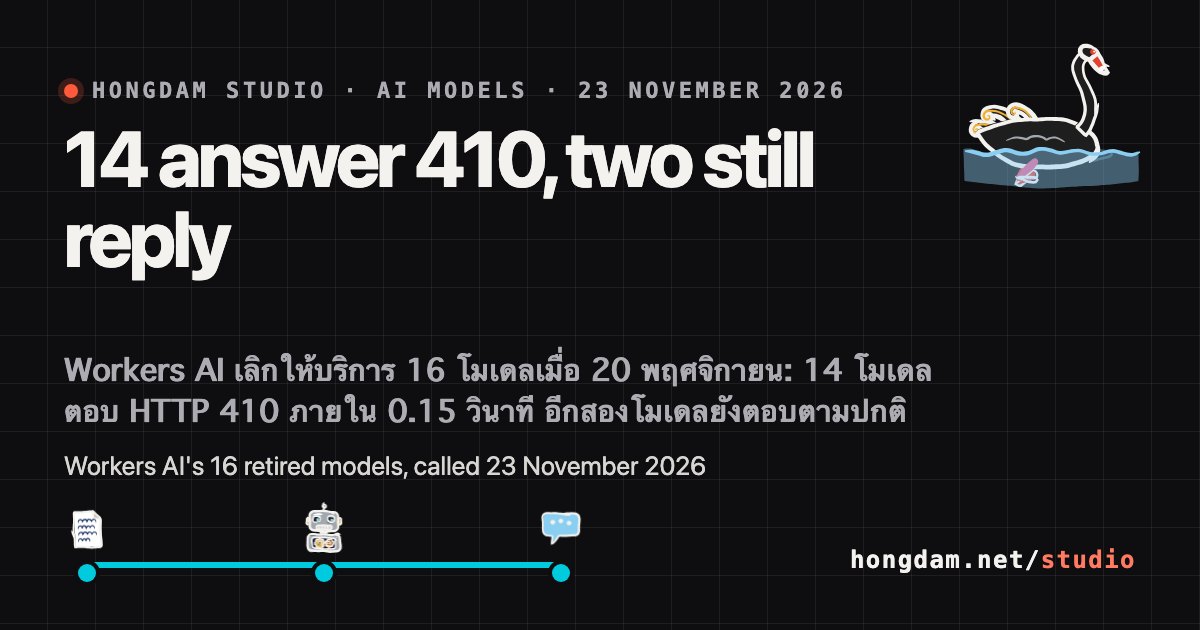 HONGDAM STUDIO · AI MODELS · 23 NOVEMBER 2026
14 answer 410, two still
reply
Workers AI เลิกให้บริการ 16 โมเดลเมื่อ 20 พฤศจิกายน: 14 โมเดล
ตอบ HTTP 410 ภายใน 0.15 วินาที อีกสองโมเดลยังตอบตามปกติ
Workers AI's 16 retired models, called 23 November 2026
hongdam.net/studio